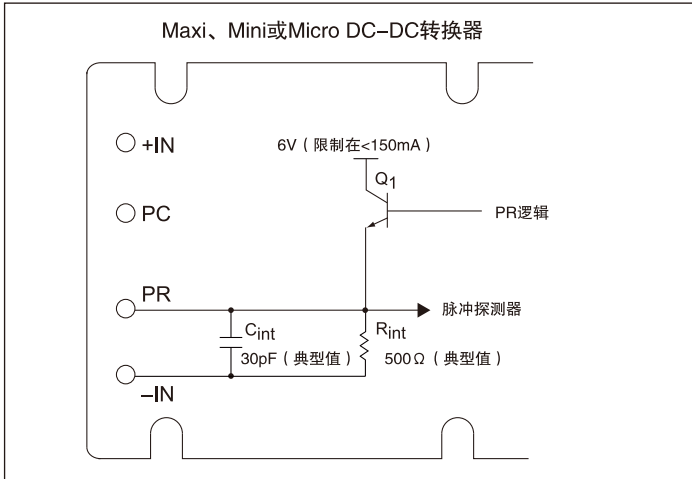 Maxi、Mini或Micro DC–DC转换器
+IN
6V（限制在<150mA）
Q1
PC
PR逻辑
PR
脉冲探测器
Cint
Rint
30pF（典型值）
500Ω（典型值）
–IN